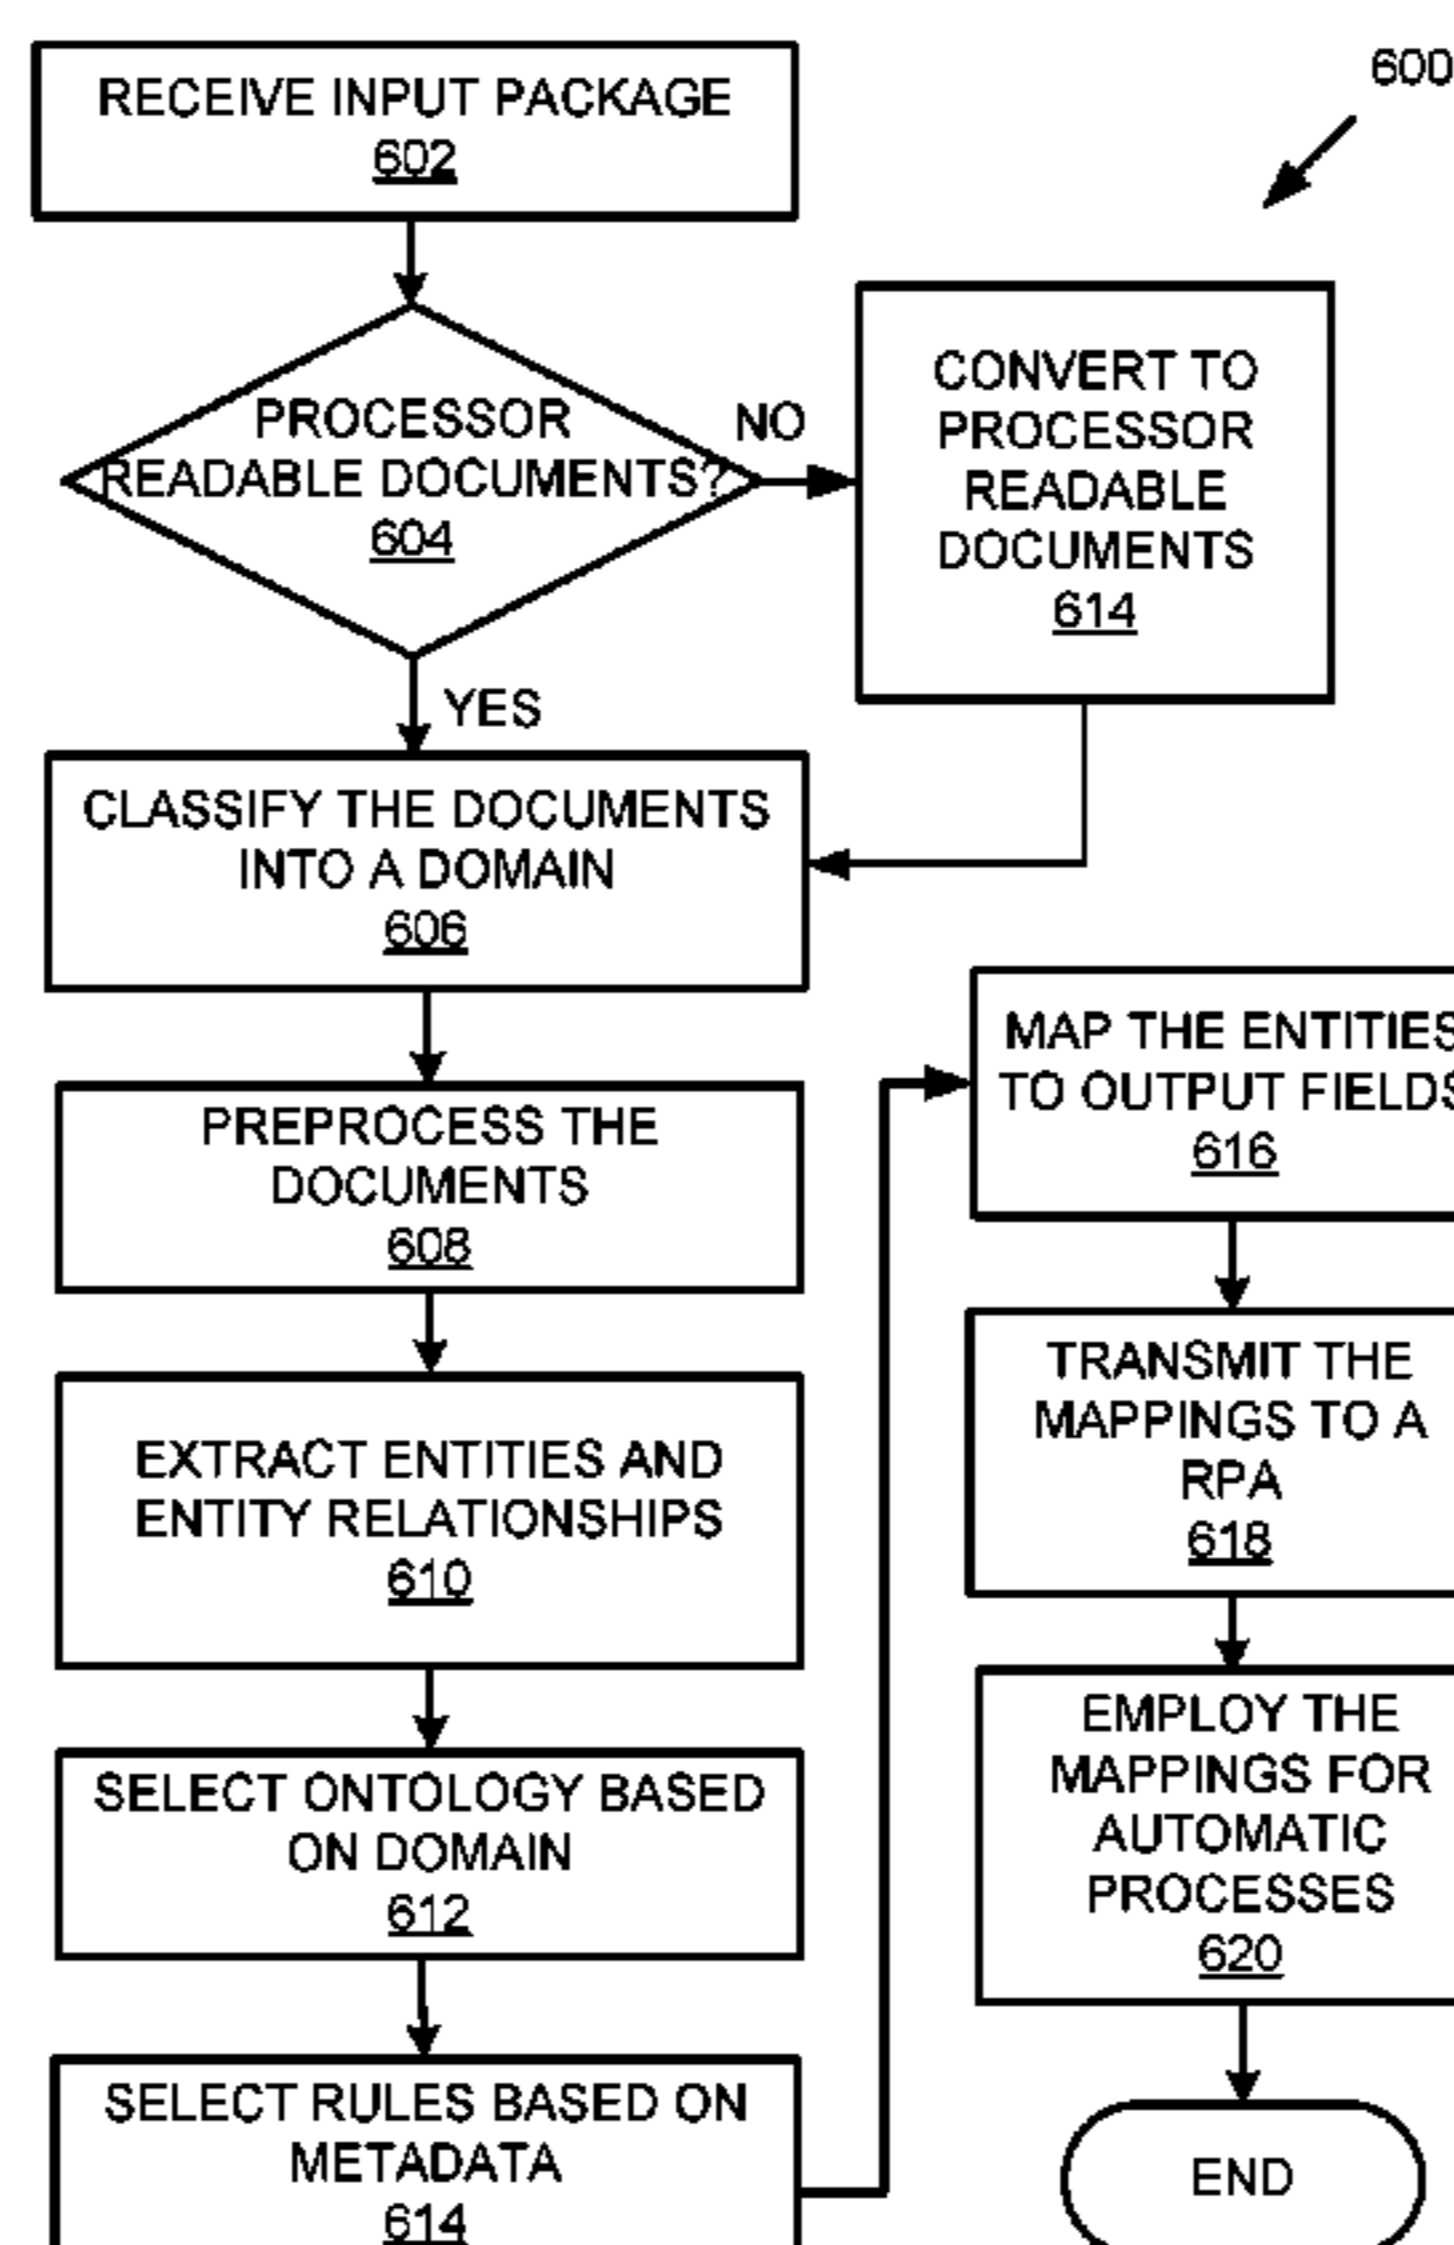 600
RECEIVE INPUT PACKAGE
602
PROCESSOR
READABLE DOCUMENTS?
604
NO
CONVERT TO
PROCESSOR
READABLE
DOCUMENTS
614
YES
CLASSIFY THE DOCUMENTS
INTO A DOMAIN
606
PREPROCESS THE
DOCUMENTS
608
EXTRACT ENTITIES AND
ENTITY RELATIONSHIPS
610
SELECT ONTOLOGY BASED
ON DOMAIN
612
SELECT RULES BASED ON
METADATA
614
MAP THE ENTITIES
TO OUTPUT FIELDS
616
TRANSMIT THE
MAPPINGS TO A
RPA
618
EMPLOY THE
MAPPINGS FOR
AUTOMATIC
PROCESSES
620
END